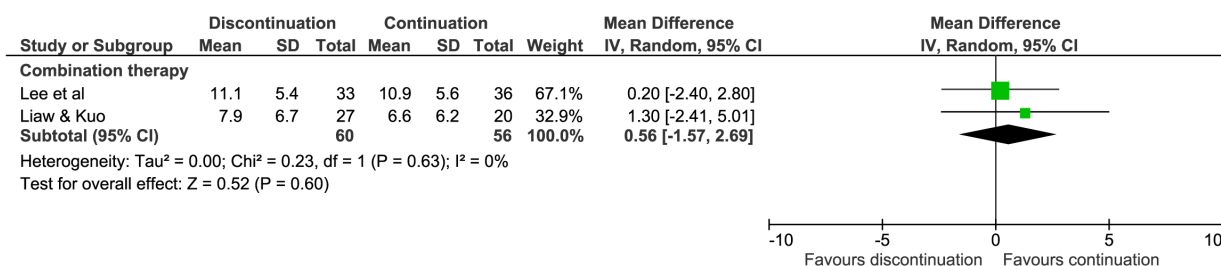 Discontinuation Continuation Mean Difference Mean Difference
Study or Subgroup Mean SD Total Mean SD Total Weight IV, Random, 95% CI IV, Random, 95% CI
Combination therapy
Lee et al 11.1 5.4 33 10.9 5.6 36 67.1% 0.20 [-2.40, 2.80]
Liaw & Kuo 7.9 6.7 27 6.6 6.2 20 32.9% 1.30 [-2.41, 5.01]
Subtotal (95% CI) 60 56 100.0% 0.56 [-1.57, 2.69]
Heterogeneity: Tau² = 0.00; Chi² = 0.23, df = 1 (P = 0.63); I² = 0%
Test for overall effect: Z = 0.52 (P = 0.60)
-10 -5 0 5 10
Favours discontinuation Favours continuation